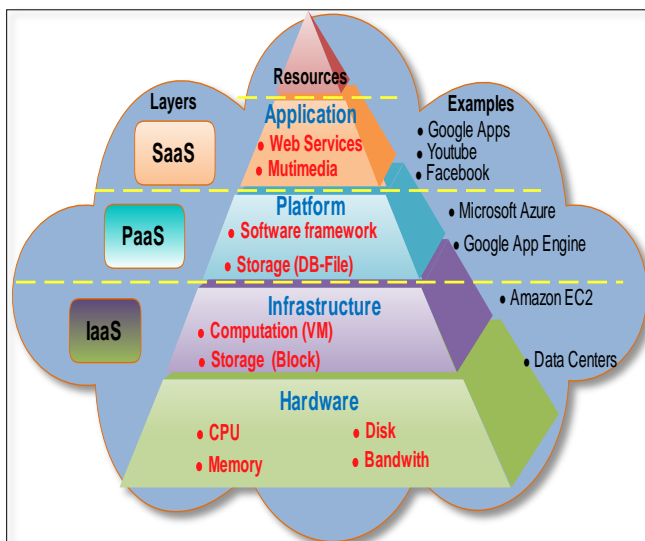 Resources
Layers
Examples
Application
• Web Services
• Mutimedia
SaaS
• Google Apps
• Youtube
• Facebook
Platform
• Software framework
• Storage (DB-File)
PaaS
• Microsoft Azure
• Google App Engine
Infrastructure
• Computation (VM)
• Storage (Block)
IaaS
• Amazon EC2
• Data Centers
Hardware
• CPU • Disk
• Memory • Bandwith